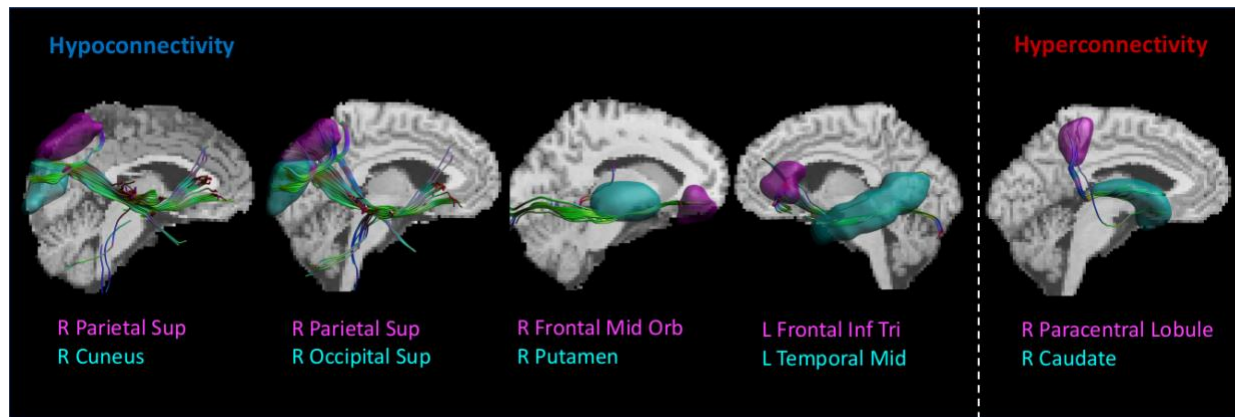 Hypoconnectivity
Hyperconnectivity
R Parietal Sup
R Cuneus
R Parietal Sup
R Occipital Sup
R Frontal Mid Orb
R Putamen
L Frontal Inf Tri
L Temporal Mid
R Paracentral Lobule
R Caudate